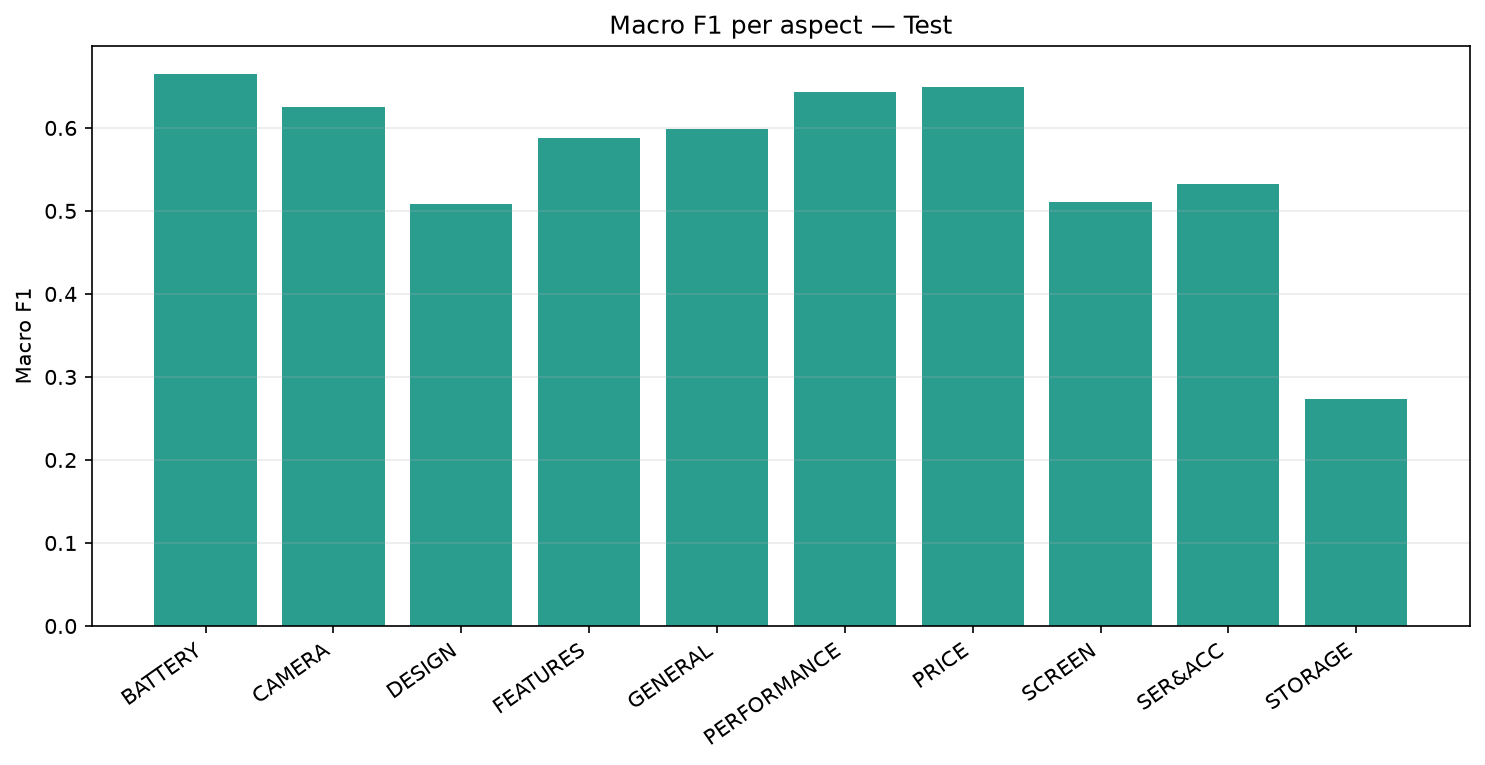 Macro F1 per aspect — Test
Macro F1
0.6
0.5
0.4
0.3
0.2
0.1
0.0
BATTERY
CAMERA
DESIGN
FEATURES
GENERAL
PERFORMANCE
PRICE
SCREEN
SER&ACC
STORAGE